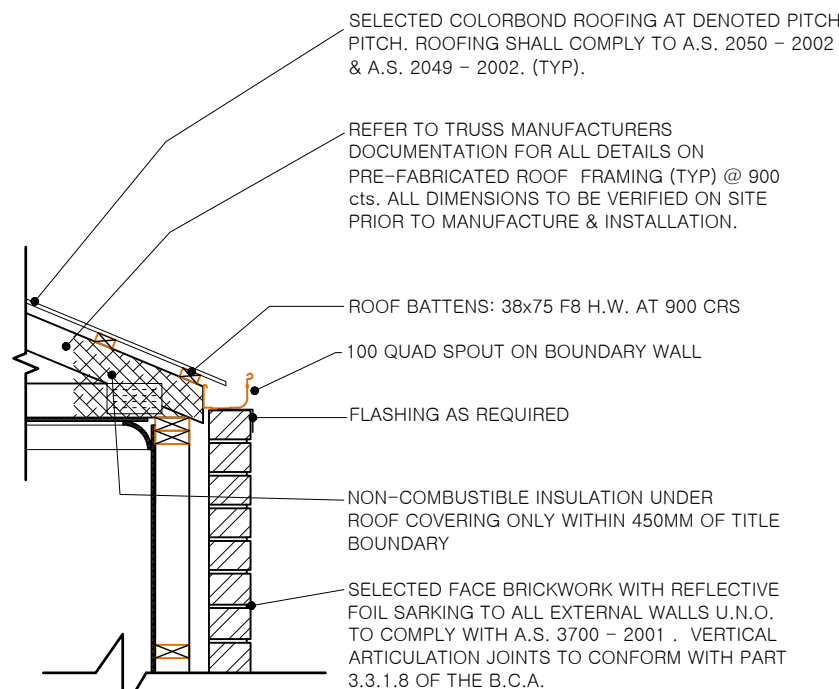 SELECTED COLORBOND ROOFING AT DENOTED PITCH
PITCH. ROOFING SHALL COMPLY TO A.S. 2050 - 2002
& A.S. 2049 - 2002. (TYP).
REFER TO TRUSS MANUFACTURERS
DOCUMENTATION FOR ALL DETAILS ON
PRE-FABRICATED ROOF FRAMING (TYP) @ 900
cts. ALL DIMENSIONS TO BE VERIFIED ON SITE
PRIOR TO MANUFACTURE & INSTALLATION.
ROOF BATTENS: 38x75 F8 H.W. AT 900 CRS
100 QUAD SPOUT ON BOUNDARY WALL
FLASHING AS REQUIRED
NON-COMBUSTIBLE INSULATION UNDER
ROOF COVERING ONLY WITHIN 450MM OF TITLE
BOUNDARY
SELECTED FACE BRICKWORK WITH REFLECTIVE
FOIL SARKING TO ALL EXTERNAL WALLS U.N.O.
TO COMPLY WITH A.S. 3700 - 2001 . VERTICAL
ARTICULATION JOINTS TO CONFORM WITH PART
3.3.1.8 OF THE B.C.A.